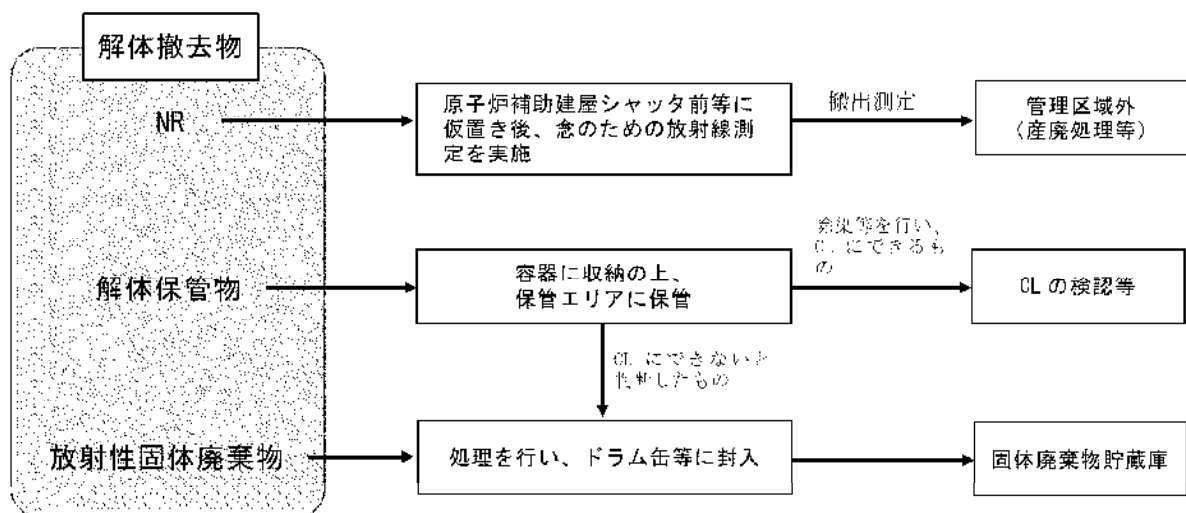 解体撤去物
NR
原子炉補助建屋シャッタ前等に
仮置き後、念のための放射線測
定を実施
搬出測定
管理区域外
（産廃処理等）
解体保管物
容器に収納の上、
保管エリアに保管
除染等を行い、
CL にできるも
の
CL の検認等
CL にできないと
判断したもの
放射性固体廃棄物
処理を行い、ドラム缶等に封入
固体廃棄物貯蔵庫